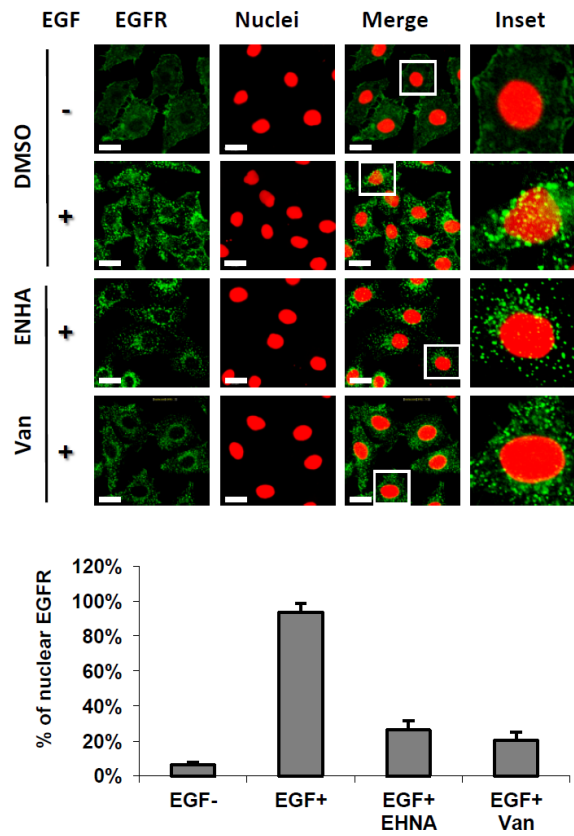 EGF EGFR Nuclei Merge Inset
DMSO
-
+
ENHA
+
Van
+
120%
100%
80%
60%
40%
20%
0%
% of nuclear EGFR
EGF- EGF+ EGF+ EGF+
EHNA Van